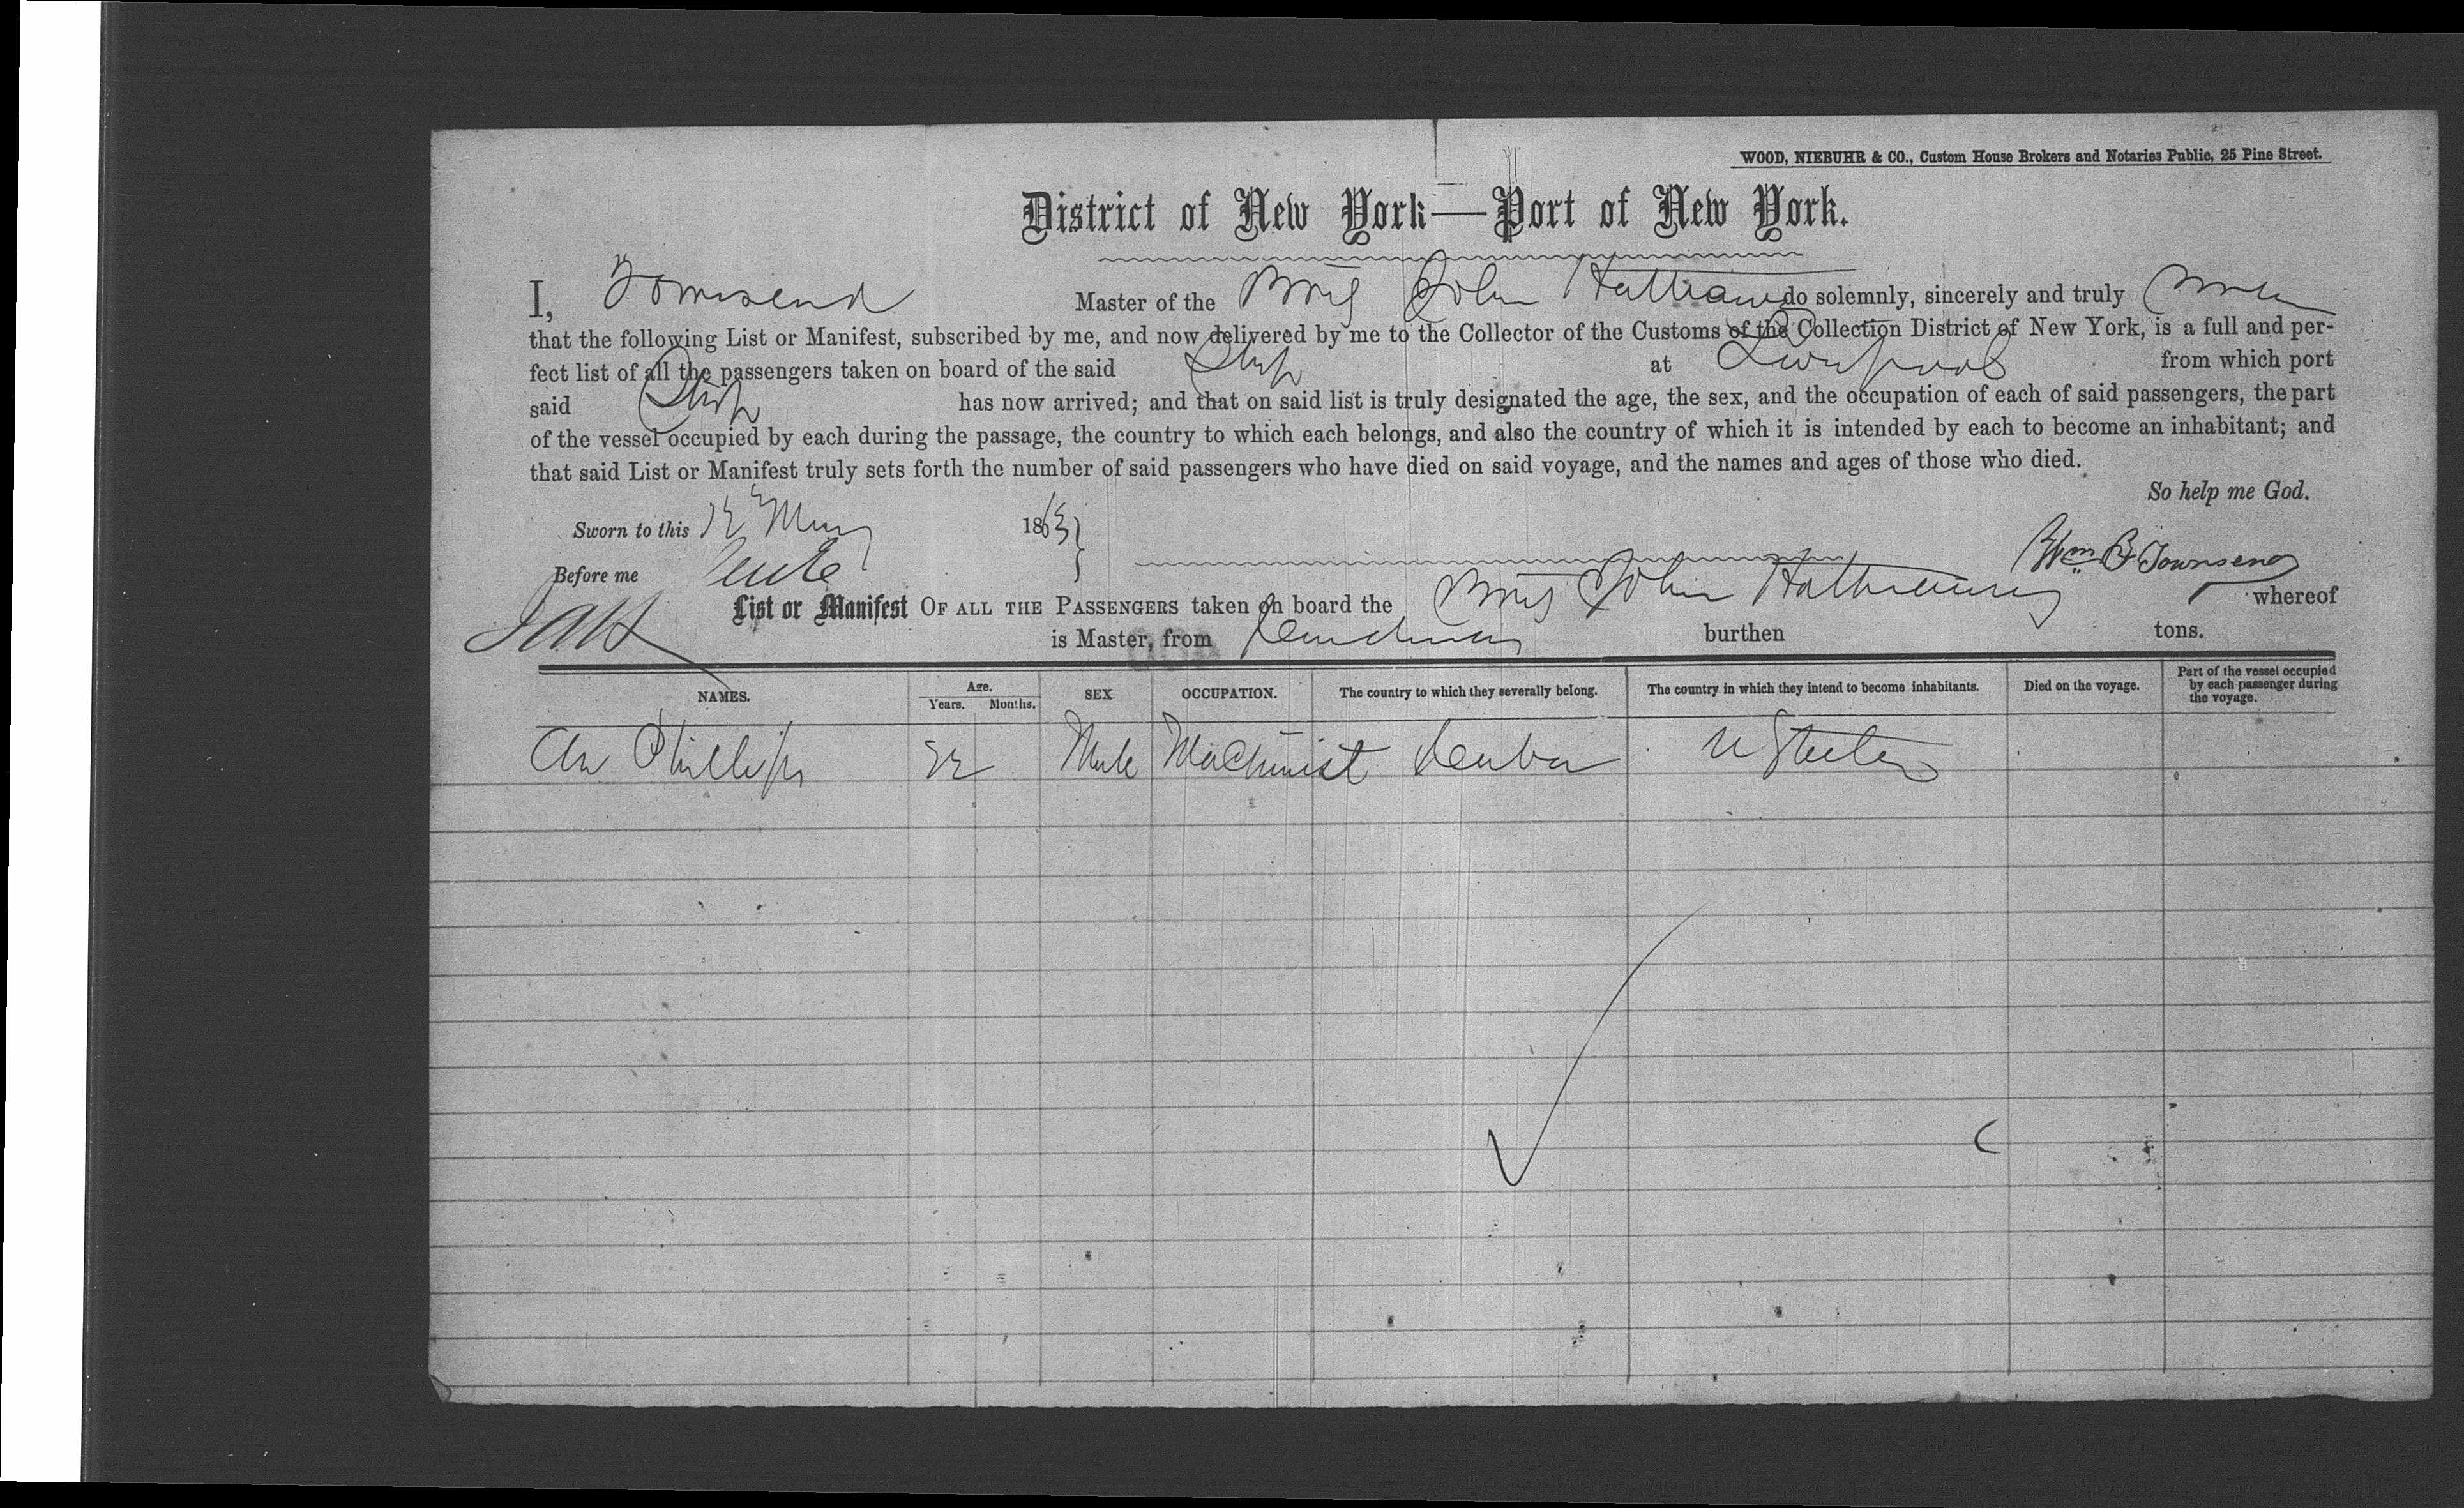 WOOD, NIEBUHR & CO., Custom House Brokers and Notaries Public, 25 Pine Street.
District of New York—Port of New York.
I, Townsend Master of the Brig John Hathaway do solemnly, sincerely and truly swear
that the following List or Manifest, subscribed by me, and now delivered by me to the Collector of the Customs of the Collection District of New York, is a full and per-
fect list of all the passengers taken on board of the said Ship at Liverpool from which port
said Ship has now arrived; and that on said list is truly designated the age, the sex, and the occupation of each of said passengers, the part
of the vessel occupied by each during the passage, the country to which each belongs, and also the country of which it is intended by each to become an inhabitant; and
that said List or Manifest truly sets forth the number of said passengers who have died on said voyage, and the names and ages of those who died.
So help me God.
Sworn to this 12 May 1863
Before me Wm B Townsend
List or Manifest OF ALL THE PASSENGERS taken on board the Brig John Hathaway whereof
is Master, from burthen tons.
NAMES. Age. Years. Months. SEX. OCCUPATION. The country to which they severally belong. The country in which they intend to become inhabitants. Died on the voyage. Part of the vessel occupied by each passenger during the voyage.
Phillips 32 Male Machinist U States